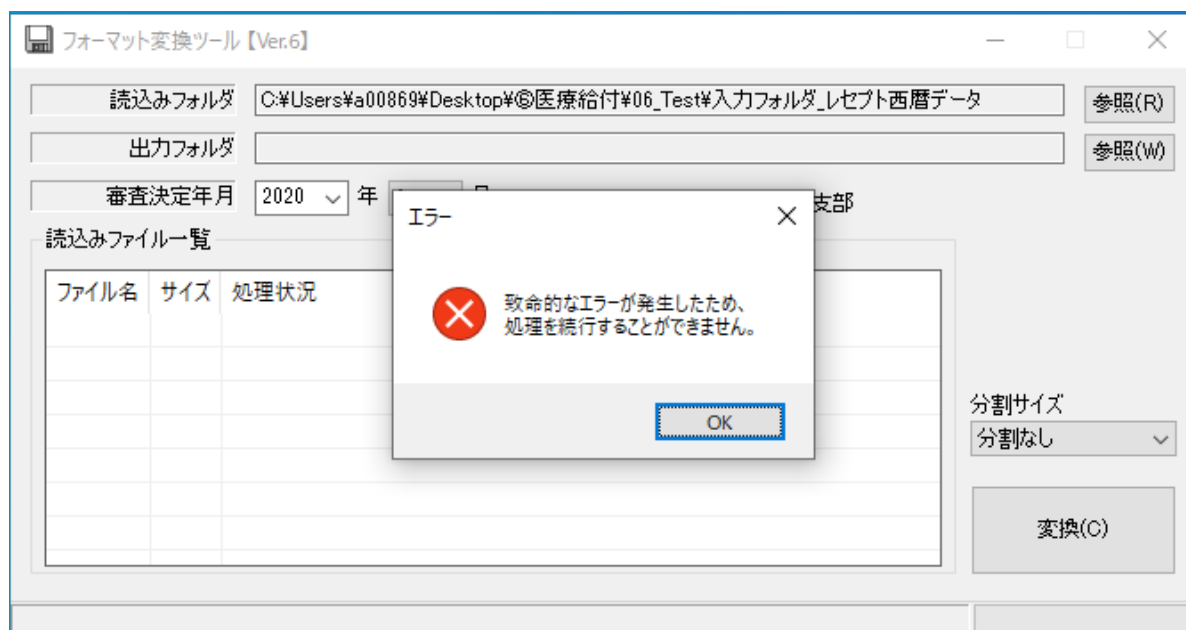 フォーマット変換ツール【Ver.6】
読込みフォルダ C:¥Users¥a00869¥Desktop¥⑥医療給付¥06_Test¥入力フォルダ_レセプト西暦データ 参照(R)
出力フォルダ 参照(W)
審査決定年月 2020 年 支部
エラー
読込みファイル一覧
ファイル名 サイズ 処理状況
致命的なエラーが発生したため、
処理を続行することができません。
OK
分割サイズ
分割なし
変換(C)